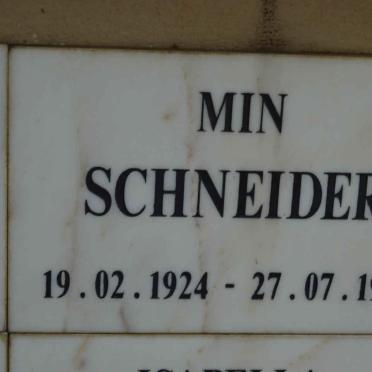 MIN
SCHNEIDER
19.02.1924 - 27.07.1